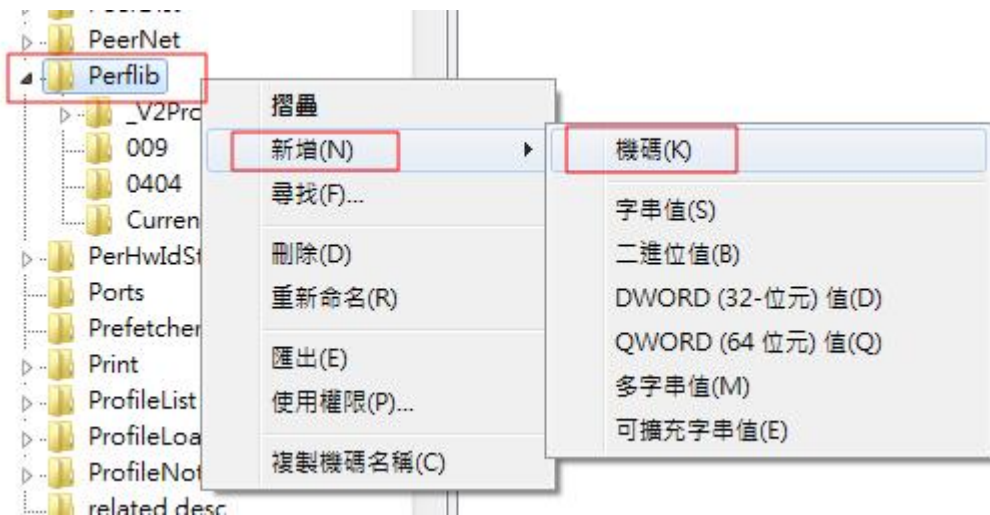 PeerNet
Perflib
_V2Pro
009
0404
Curren
PerHwIdSt
Ports
Prefetcher
Print
ProfileList
ProfileLoa
ProfileNot
related desc
摺疊
新增(N)
尋找(F)...
刪除(D)
重新命名(R)
匯出(E)
使用權限(P)...
複製機碼名稱(C)
機碼(K)
字串值(S)
二進位值(B)
DWORD (32-位元) 值(D)
QWORD (64 位元) 值(Q)
多字串值(M)
可擴充字串值(E)